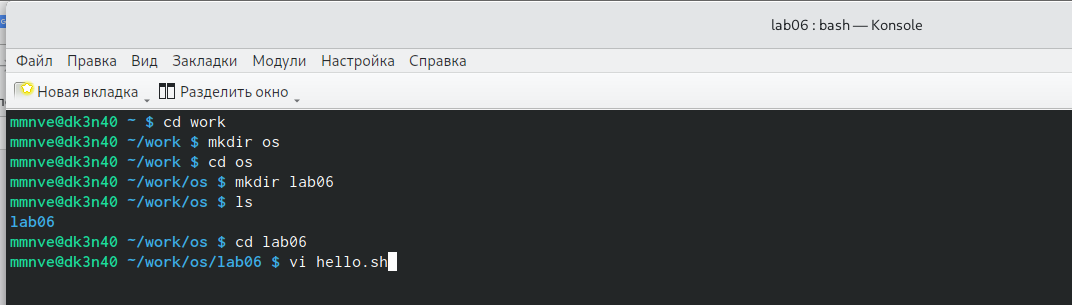 lab06 : bash — Konsole
Файл Правка Вид Закладки Модули Настройка Справка
Новая вкладка Разделить окно
mmnve@dk3n40 ~ $ cd work
mmnve@dk3n40 ~/work $ mkdir os
mmnve@dk3n40 ~/work $ cd os
mmnve@dk3n40 ~/work/os $ mkdir lab06
mmnve@dk3n40 ~/work/os $ ls
lab06
mmnve@dk3n40 ~/work/os $ cd lab06
mmnve@dk3n40 ~/work/os/lab06 $ vi hello.sh